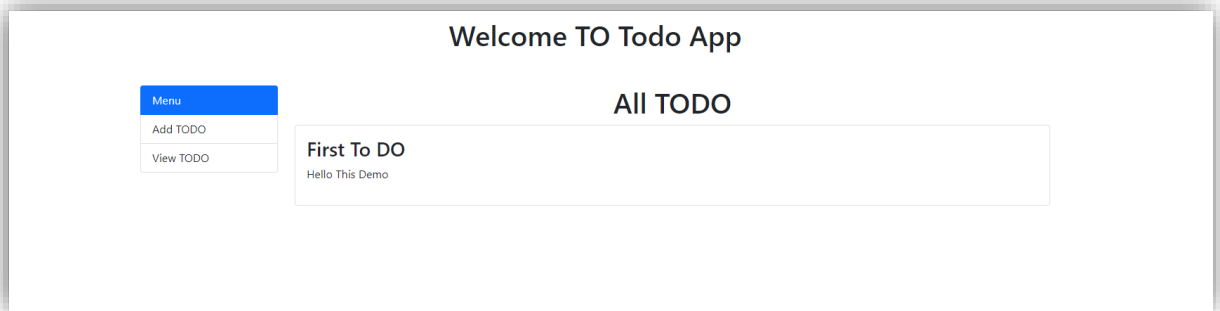 Welcome TO Todo App
Menu
Add TODO
View TODO
All TODO
First To DO
Hello This Demo